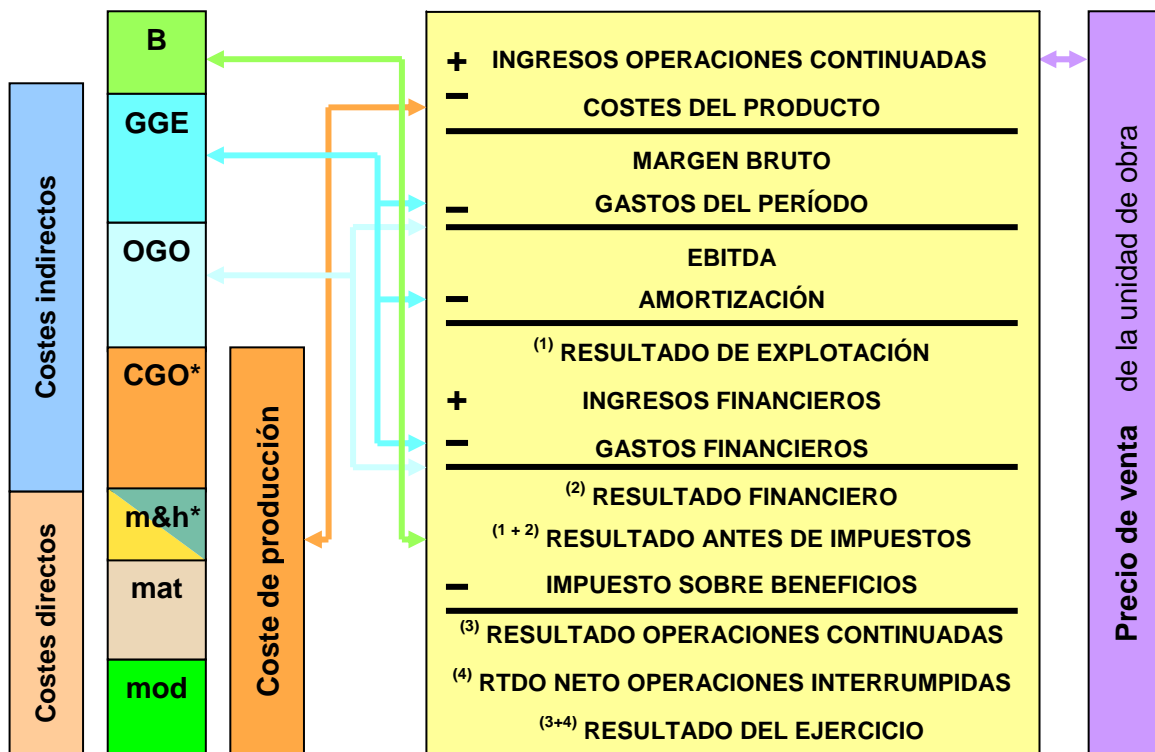 Costes indirectos
Costes directos
B
GGE
OGO
CGO*
m&h*
mat
mod
Coste de producción
+ INGRESOS OPERACIONES CONTINUADAS
− COSTES DEL PRODUCTO
MARGEN BRUTO
− GASTOS DEL PERÍODO
EBITDA
− AMORTIZACIÓN
(1) RESULTADO DE EXPLOTACIÓN
+ INGRESOS FINANCIEROS
− GASTOS FINANCIEROS
(2) RESULTADO FINANCIERO
(1 + 2) RESULTADO ANTES DE IMPUESTOS
− IMPUESTO SOBRE BENEFICIOS
(3) RESULTADO OPERACIONES CONTINUADAS
(4) RTDO NETO OPERACIONES INTERRUMPIDAS
(3+4) RESULTADO DEL EJERCICIO
Precio de venta de la unidad de obra